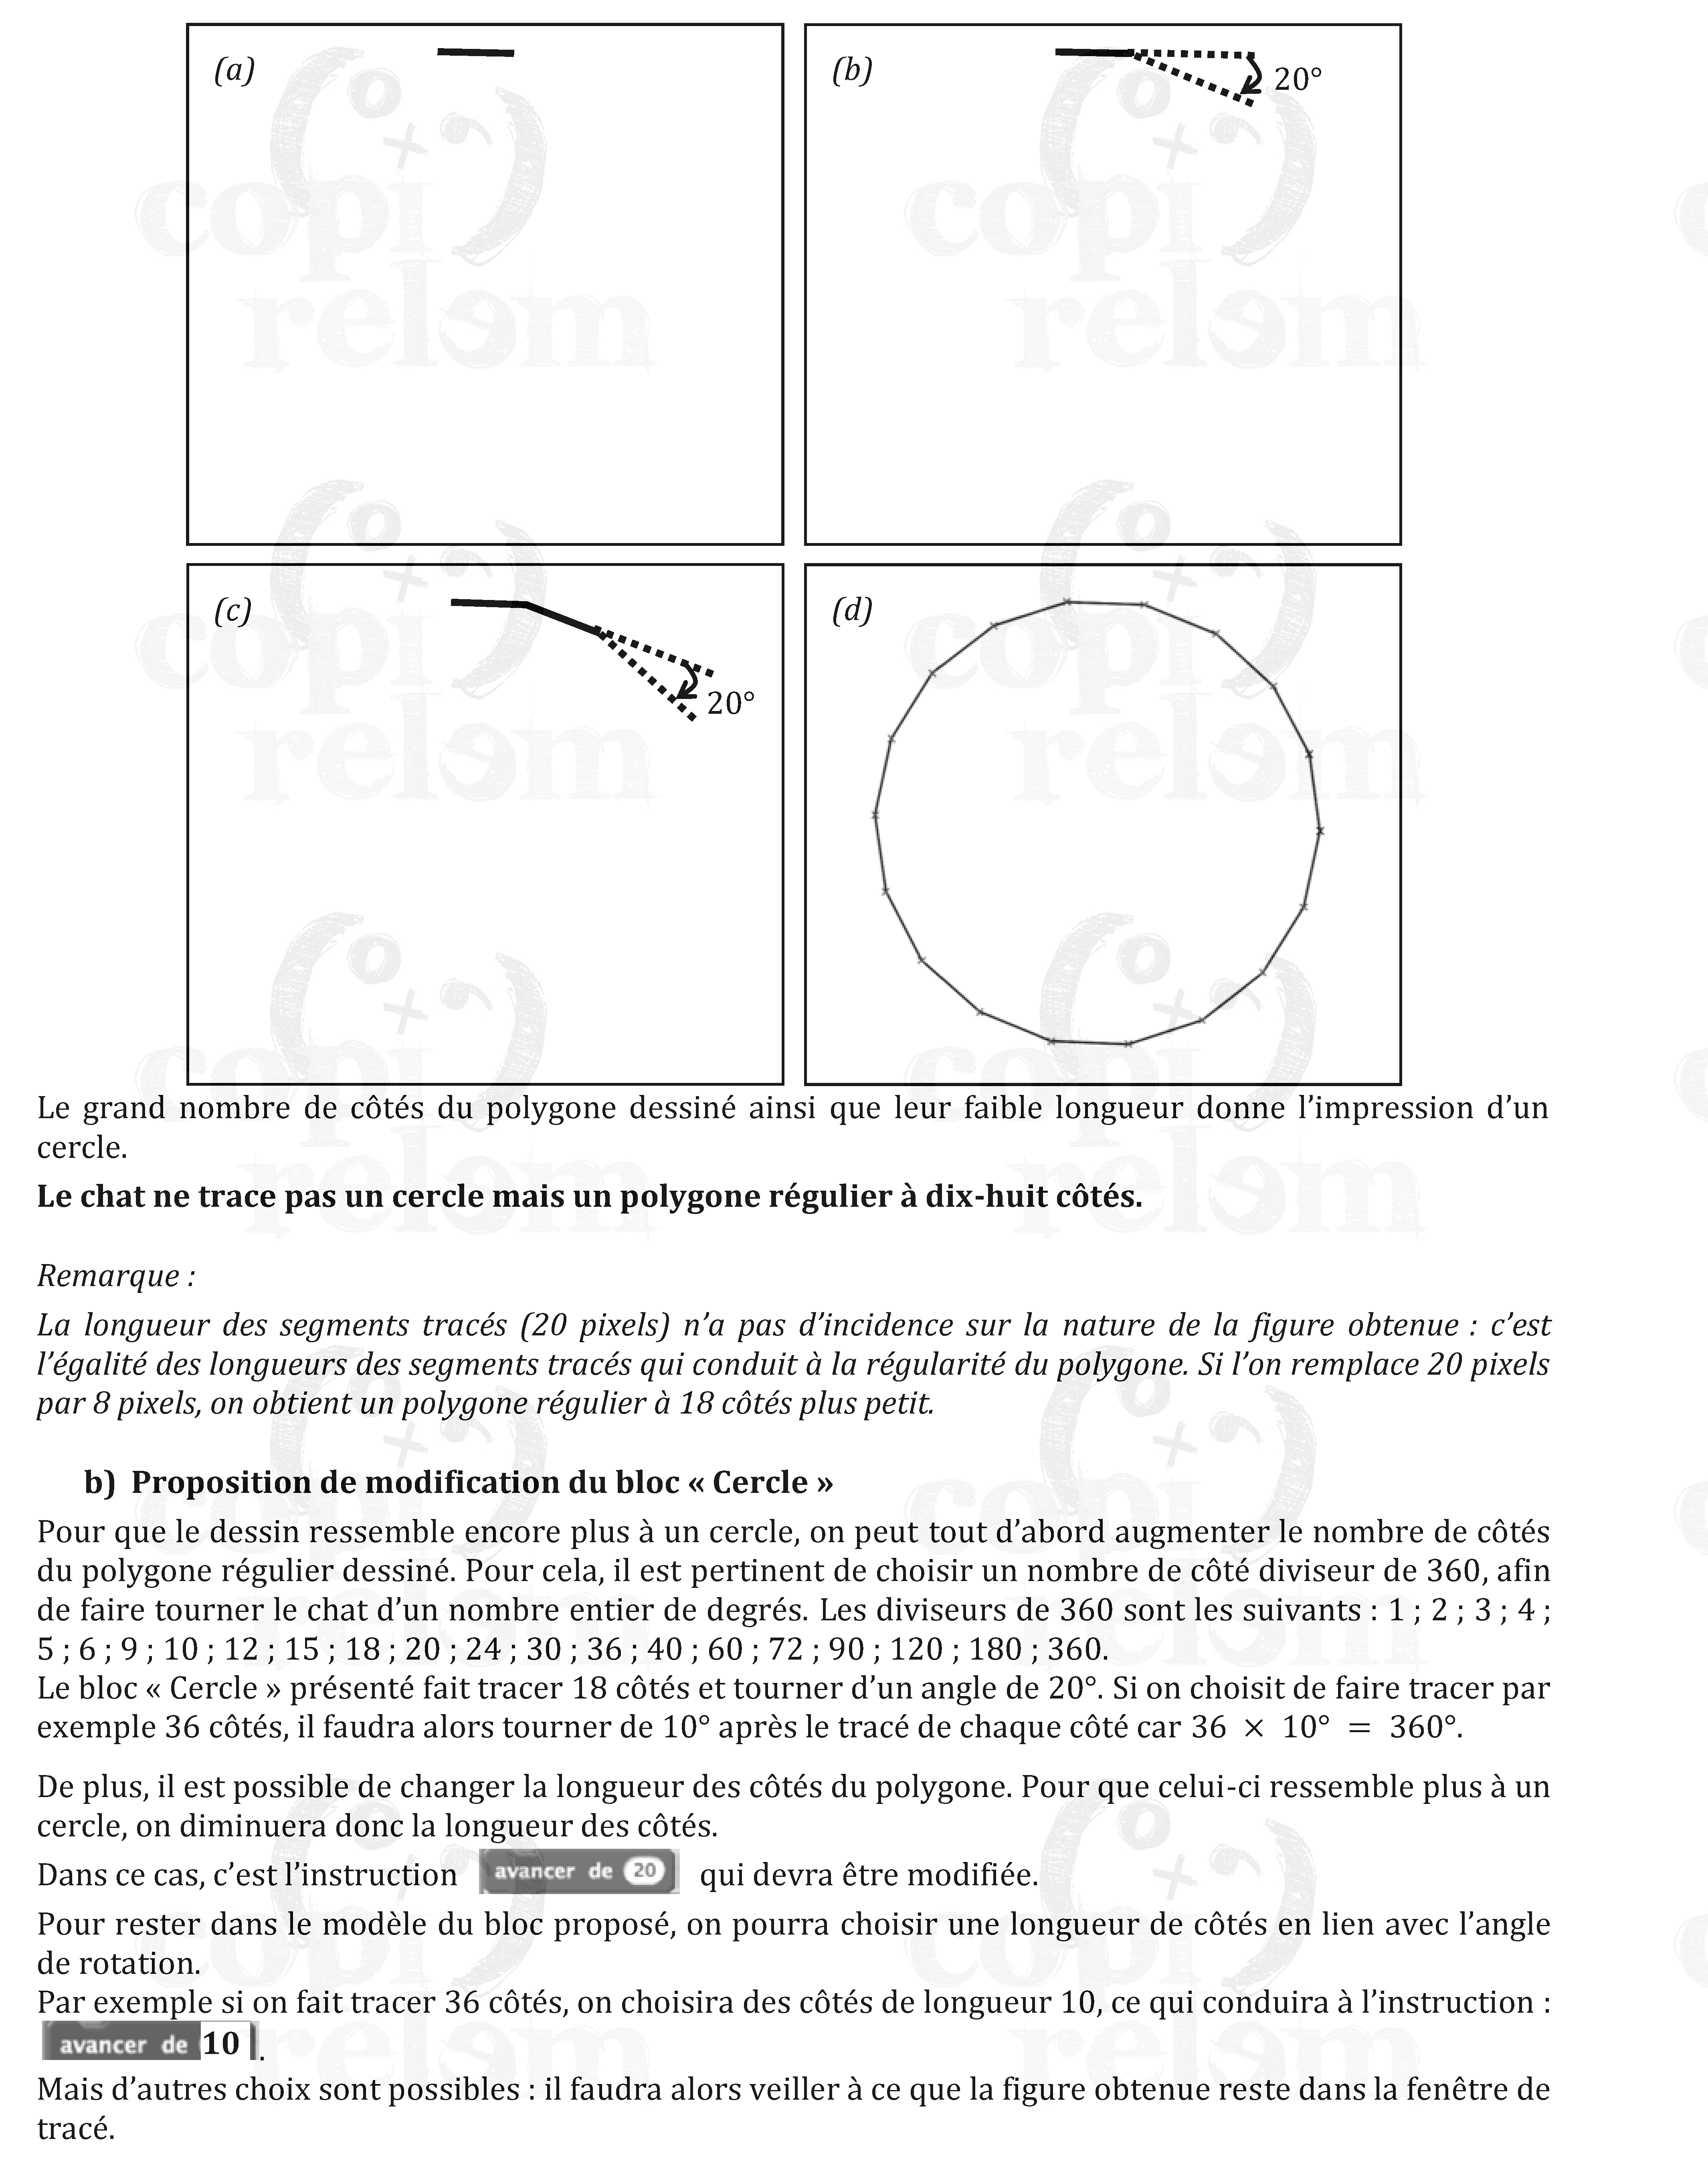 (a)
(b)
20°
(c)
20°
(d)
Le grand nombre de côtés du polygone dessiné ainsi que leur faible longueur donne l’impression d’un
cercle.
Le chat ne trace pas un cercle mais un polygone régulier à dix-huit côtés.
Remarque :
La longueur des segments tracés (20 pixels) n’a pas d’incidence sur la nature de la figure obtenue : c’est
l’égalité des longueurs des segments tracés qui conduit à la régularité du polygone. Si l’on remplace 20 pixels
par 8 pixels, on obtient un polygone régulier à 18 côtés plus petit.
b) Proposition de modification du bloc « Cercle »
Pour que le dessin ressemble encore plus à un cercle, on peut tout d’abord augmenter le nombre de côtés
du polygone régulier dessiné. Pour cela, il est pertinent de choisir un nombre de côté diviseur de 360, afin
de faire tourner le chat d’un nombre entier de degrés. Les diviseurs de 360 sont les suivants : 1 ; 2 ; 3 ; 4 ;
5 ; 6 ; 9 ; 10 ; 12 ; 15 ; 18 ; 20 ; 24 ; 30 ; 36 ; 40 ; 60 ; 72 ; 90 ; 120 ; 180 ; 360.
Le bloc « Cercle » présenté fait tracer 18 côtés et tourner d’un angle de 20°. Si on choisit de faire tracer par
exemple 36 côtés, il faudra alors tourner de 10° après le tracé de chaque côté car 36 × 10° = 360°.
De plus, il est possible de changer la longueur des côtés du polygone. Pour que celui-ci ressemble plus à un
cercle, on diminuera donc la longueur des côtés.
Dans ce cas, c’est l’instruction avancer de 20 qui devra être modifiée.
Pour rester dans le modèle du bloc proposé, on pourra choisir une longueur de côtés en lien avec l’angle
de rotation.
Par exemple si on fait tracer 36 côtés, on choisira des côtés de longueur 10, ce qui conduira à l’instruction :
avancer de 10 .
Mais d’autres choix sont possibles : il faudra alors veiller à ce que la figure obtenue reste dans la fenêtre de
tracé.